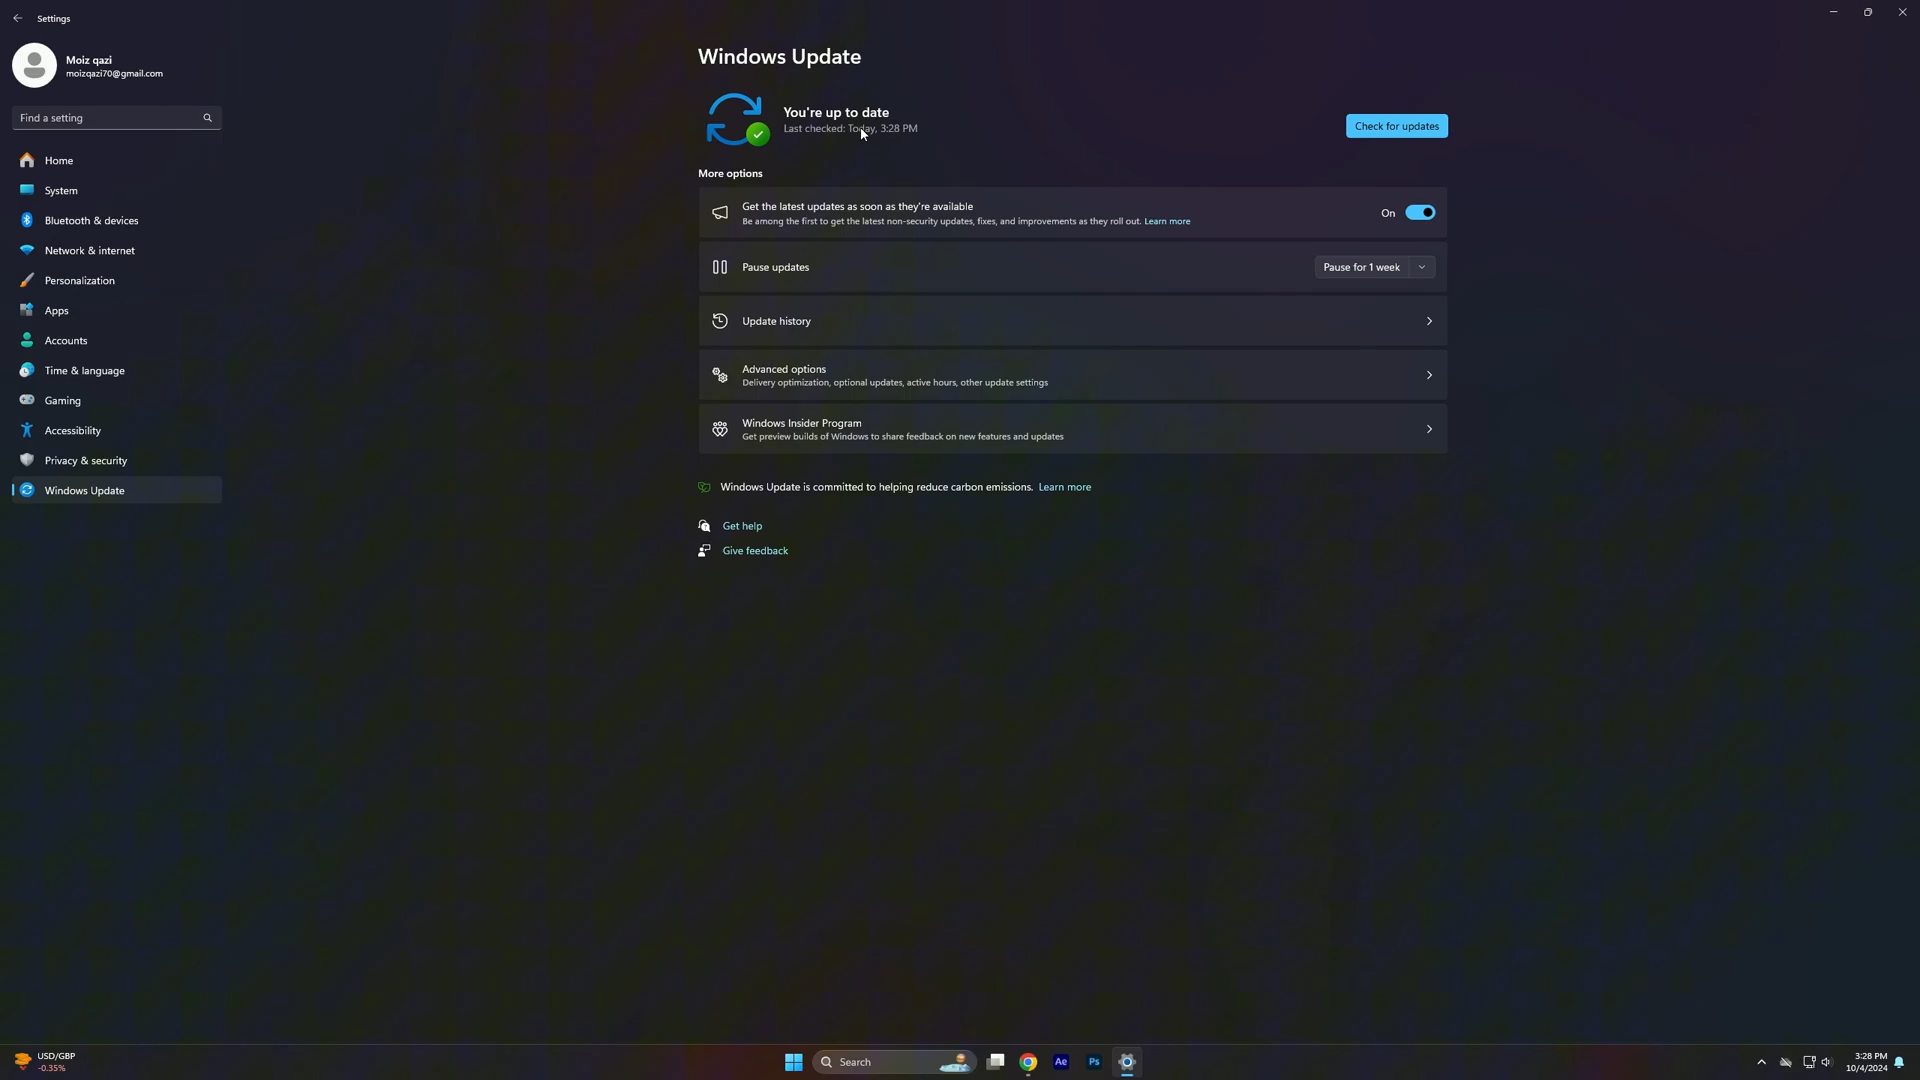 Settings
Moiz qazi
moizqazi70@gmail.com
Find a setting
Home
System
Bluetooth & devices
Network & internet
Personalization
Apps
Accounts
Time & language
Gaming
Accessibility
Privacy & security
Windows Update
Windows Update
You're up to date
Last checked: Today, 3:28 PM
Check for updates
More options
Get the latest updates as soon as they're available
Be among the first to get the latest non-security updates, fixes, and improvements as they roll out. Learn more
On
Pause updates
Pause for 1 week
Update history
Advanced options
Delivery optimization, optional updates, active hours, other update settings
Windows Insider Program
Get preview builds of Windows to share feedback on new features and updates
Windows Update is committed to helping reduce carbon emissions. Learn more
Get help
Give feedback
USD/GBP
-0.35%
Search
Ae
Ps
3:28 PM
10/4/2024